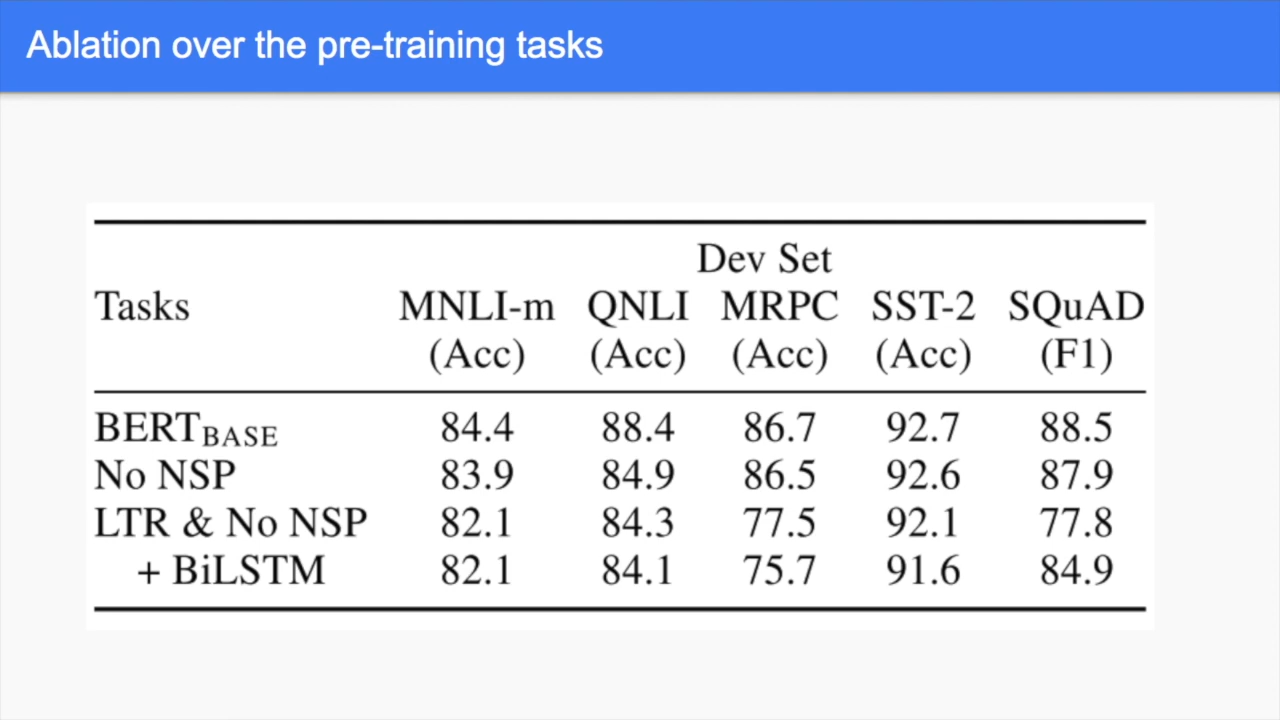 Ablation over the pre-training tasks
Dev Set
Tasks MNLI-m QNLI MRPC SST-2 SQuAD
(Acc) (Acc) (Acc) (Acc) (F1)
BERTBASE 84.4 88.4 86.7 92.7 88.5
No NSP 83.9 84.9 86.5 92.6 87.9
LTR & No NSP 82.1 84.3 77.5 92.1 77.8
+ BiLSTM 82.1 84.1 75.7 91.6 84.9